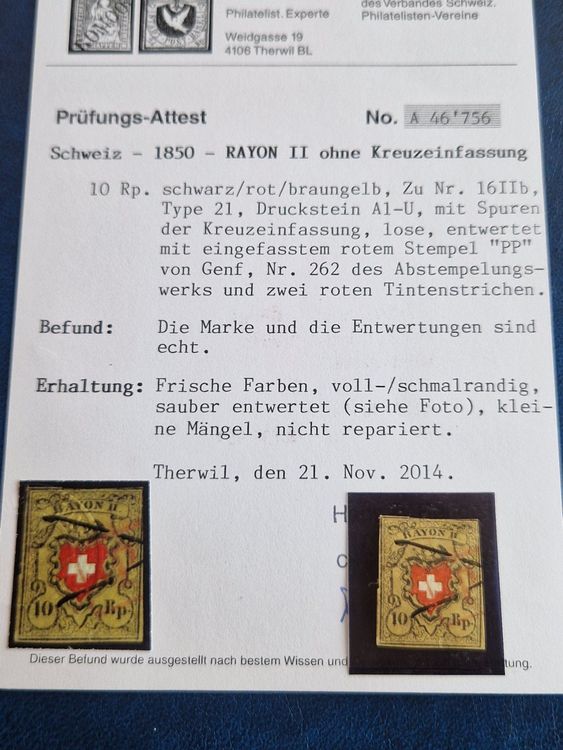 des Verbandes Schweiz.
Philatelist. Experte
Philatelisten-Vereine
Weidgasse 19
4106 Therwil BL
Prüfungs-Attest No. A 46'756
Schweiz - 1850 - RAYON II ohne Kreuzeinfassung
10 Rp. schwarz/rot/braungelb, Zu Nr. 16IIb,
Type 21, Druckstein A1-U, mit Spuren
der Kreuzeinfassung, lose, entwertet
mit eingefasstem rotem Stempel "PP"
von Genf, Nr. 262 des Abstempelungs-
werks und zwei roten Tintenstrichen.
Befund: Die Marke und die Entwertungen sind
echt.
Erhaltung: Frische Farben, voll-/schmalrandig,
sauber entwertet (siehe Foto), klei-
ne Mängel, nicht repariert.
Therwil, den 21. Nov. 2014.
RAYON II
10 Rp
RAYON II
10 Rp
Dieser Befund wurde ausgestellt nach bestem Wissen und
tung.